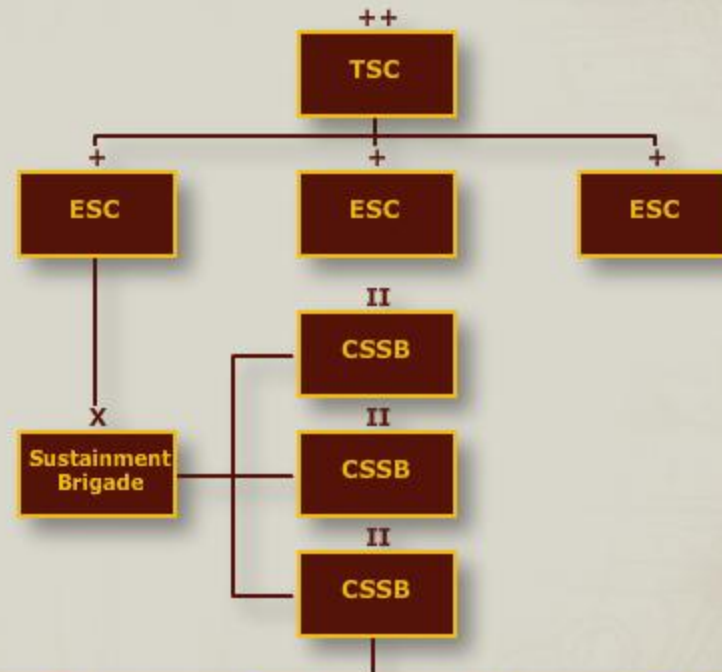 ++
TSC
+
+
+
ESC
ESC
ESC
II
CSSB
X
II
Sustainment
Brigade
CSSB
II
CSSB